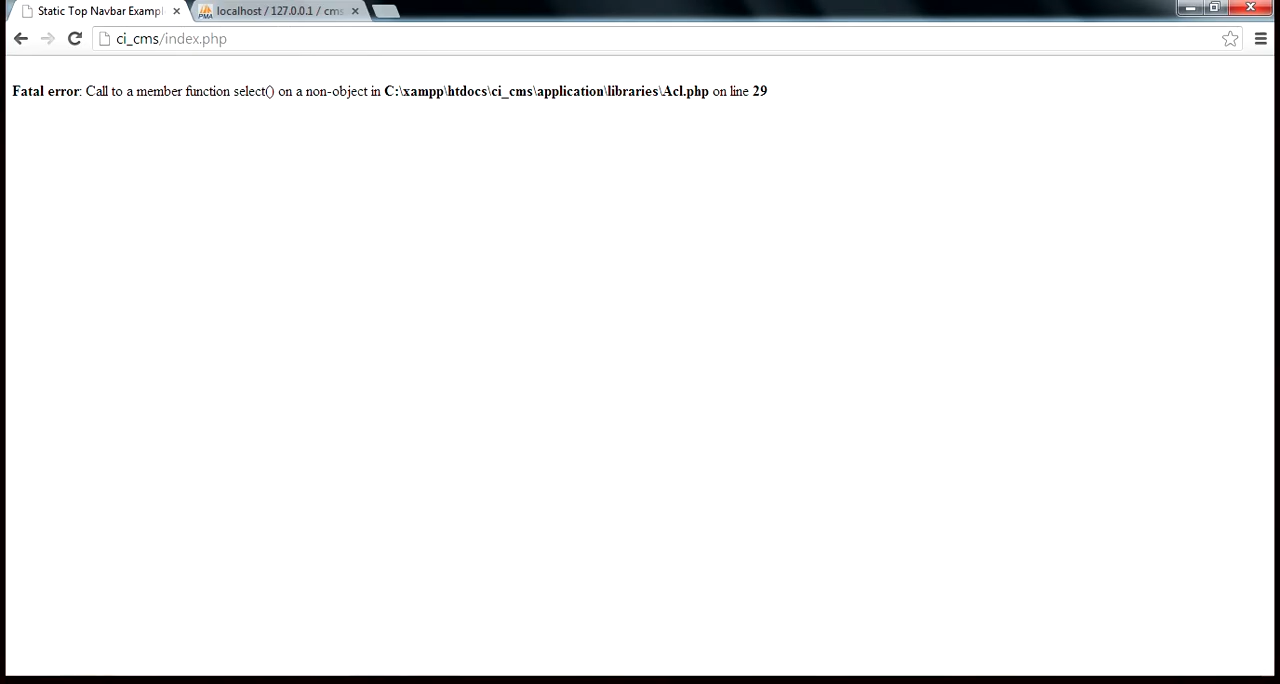 Static Top Navbar Exampl
PMA localhost / 127.0.0.1 / cms
ci_cms/index.php
Fatal error: Call to a member function select() on a non-object in C:\xampp\htdocs\ci_cms\application\libraries\Acl.php on line 29